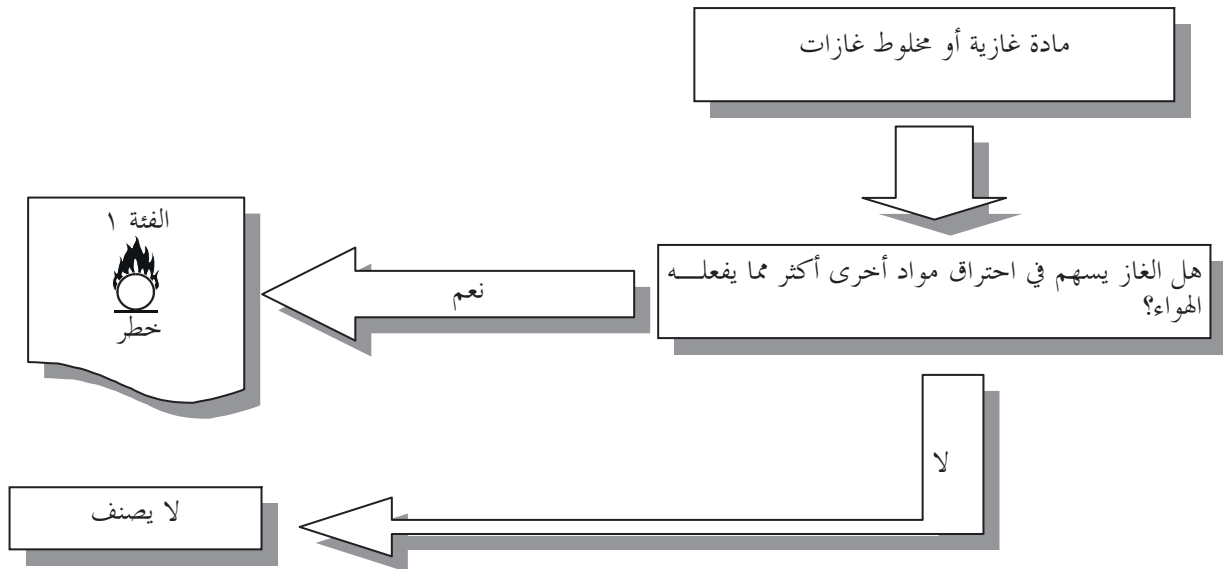 مادة غازية أو مخلوط غازات
هل الغاز يسهم في احتراق مواد أخرى أكثر مما يفعلـــه
الهواء؟
نعم
الفئة ١
خطر
لا
لا يصنف